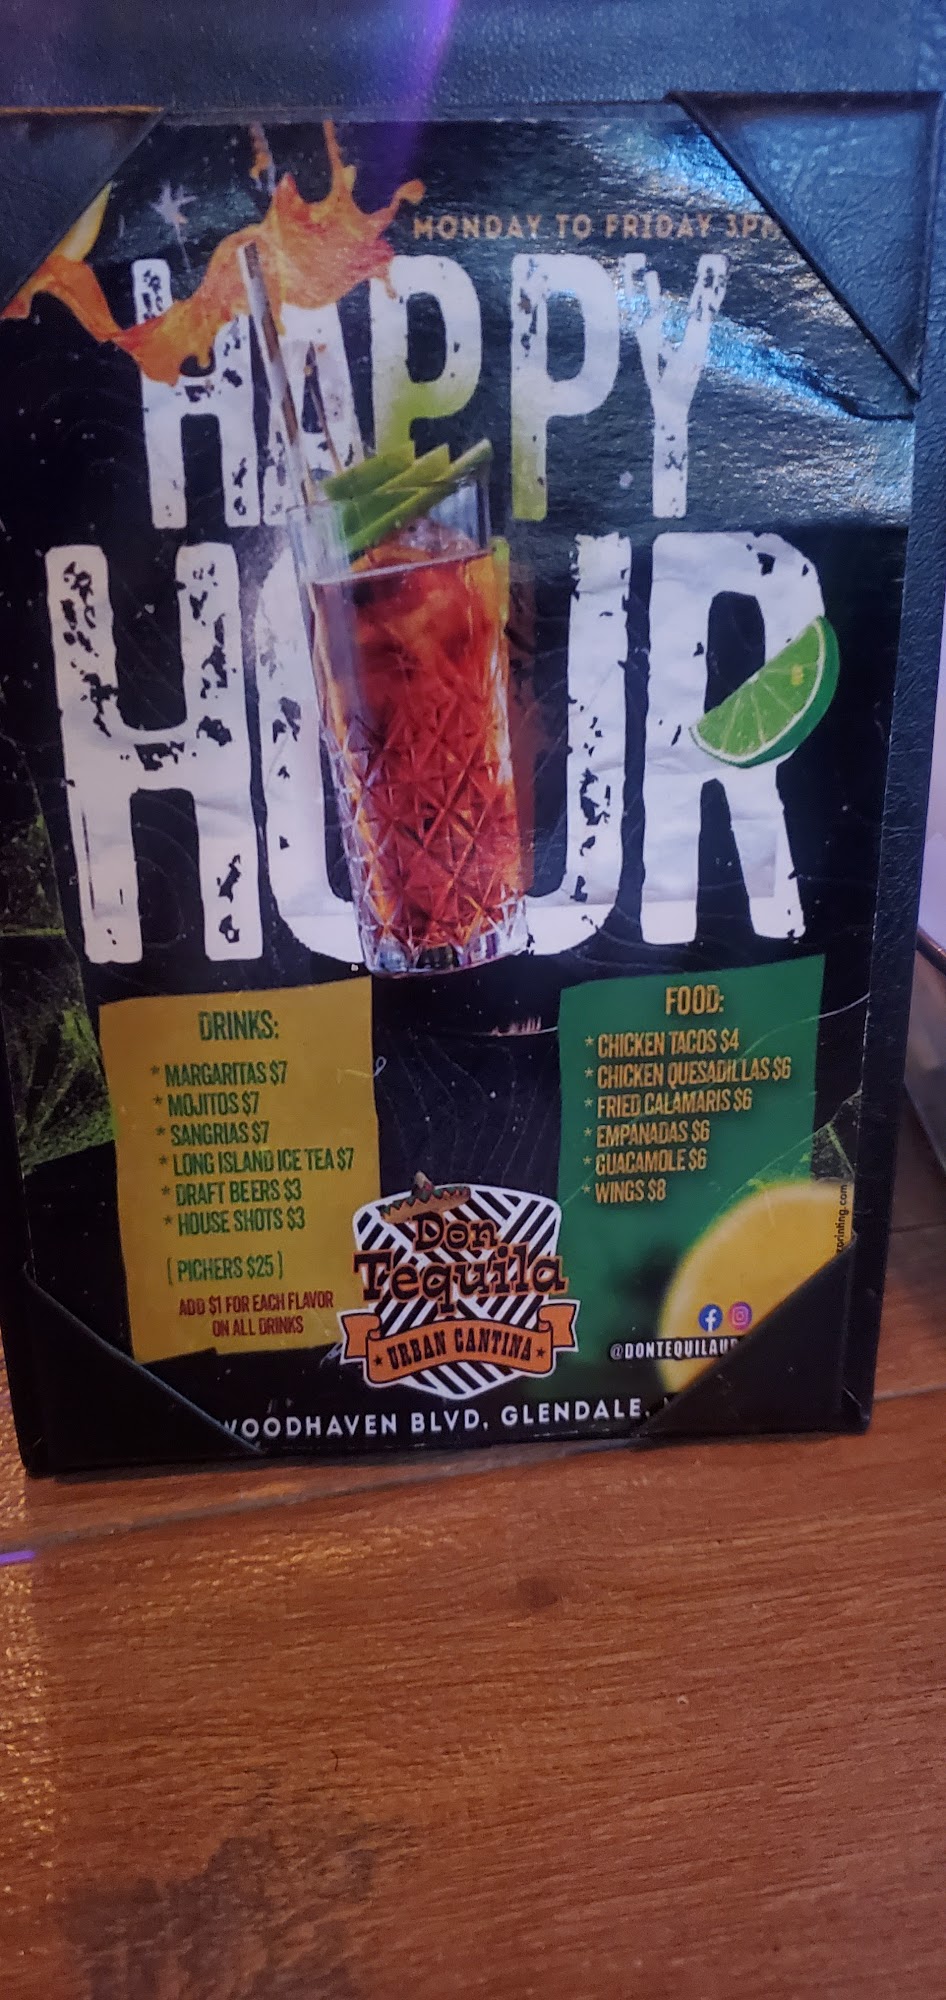 MONDAY TO FRIDAY 3PM
HAPPY
HOUR
DRINKS:
* MARGARITAS $7
* MOJITOS $7
* SANGRIAS $7
* LONG ISLAND ICE TEA $7
* DRAFT BEERS $3
* HOUSE SHOTS $3
( PICHERS $25 )
ADD $1 FOR EACH FLAVOR
ON ALL DRINKS
FOOD:
* CHICKEN TACOS $4
* CHICKEN QUESADILLAS $6
* FRIED CALAMARIS $6
* EMPANADAS $6
* GUACAMOLE $6
* WINGS $8
Don
Tequila
URBAN CANTINA
@DONTEQUILAUR
WOODHAVEN BLVD, GLENDALE,